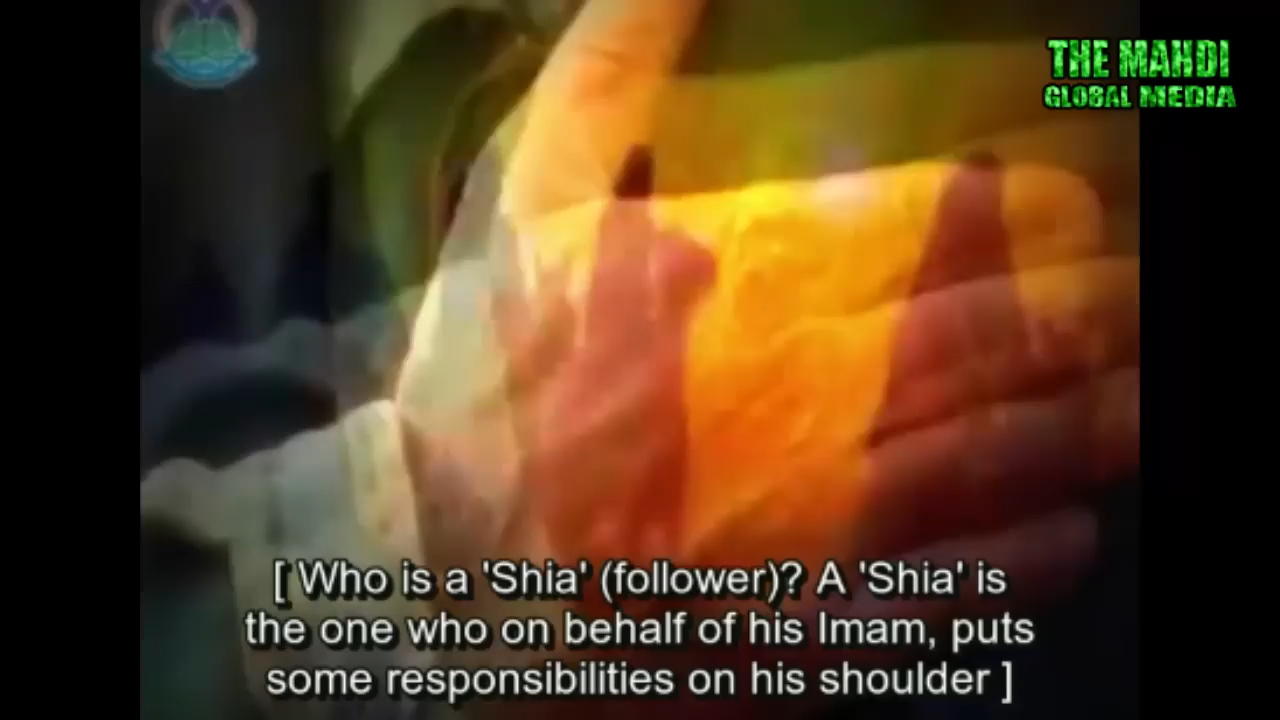 THE MAHDI
GLOBAL MEDIA
[ Who is a 'Shia' (follower)? A 'Shia' is
the one who on behalf of his Imam, puts
some responsibilities on his shoulder ]